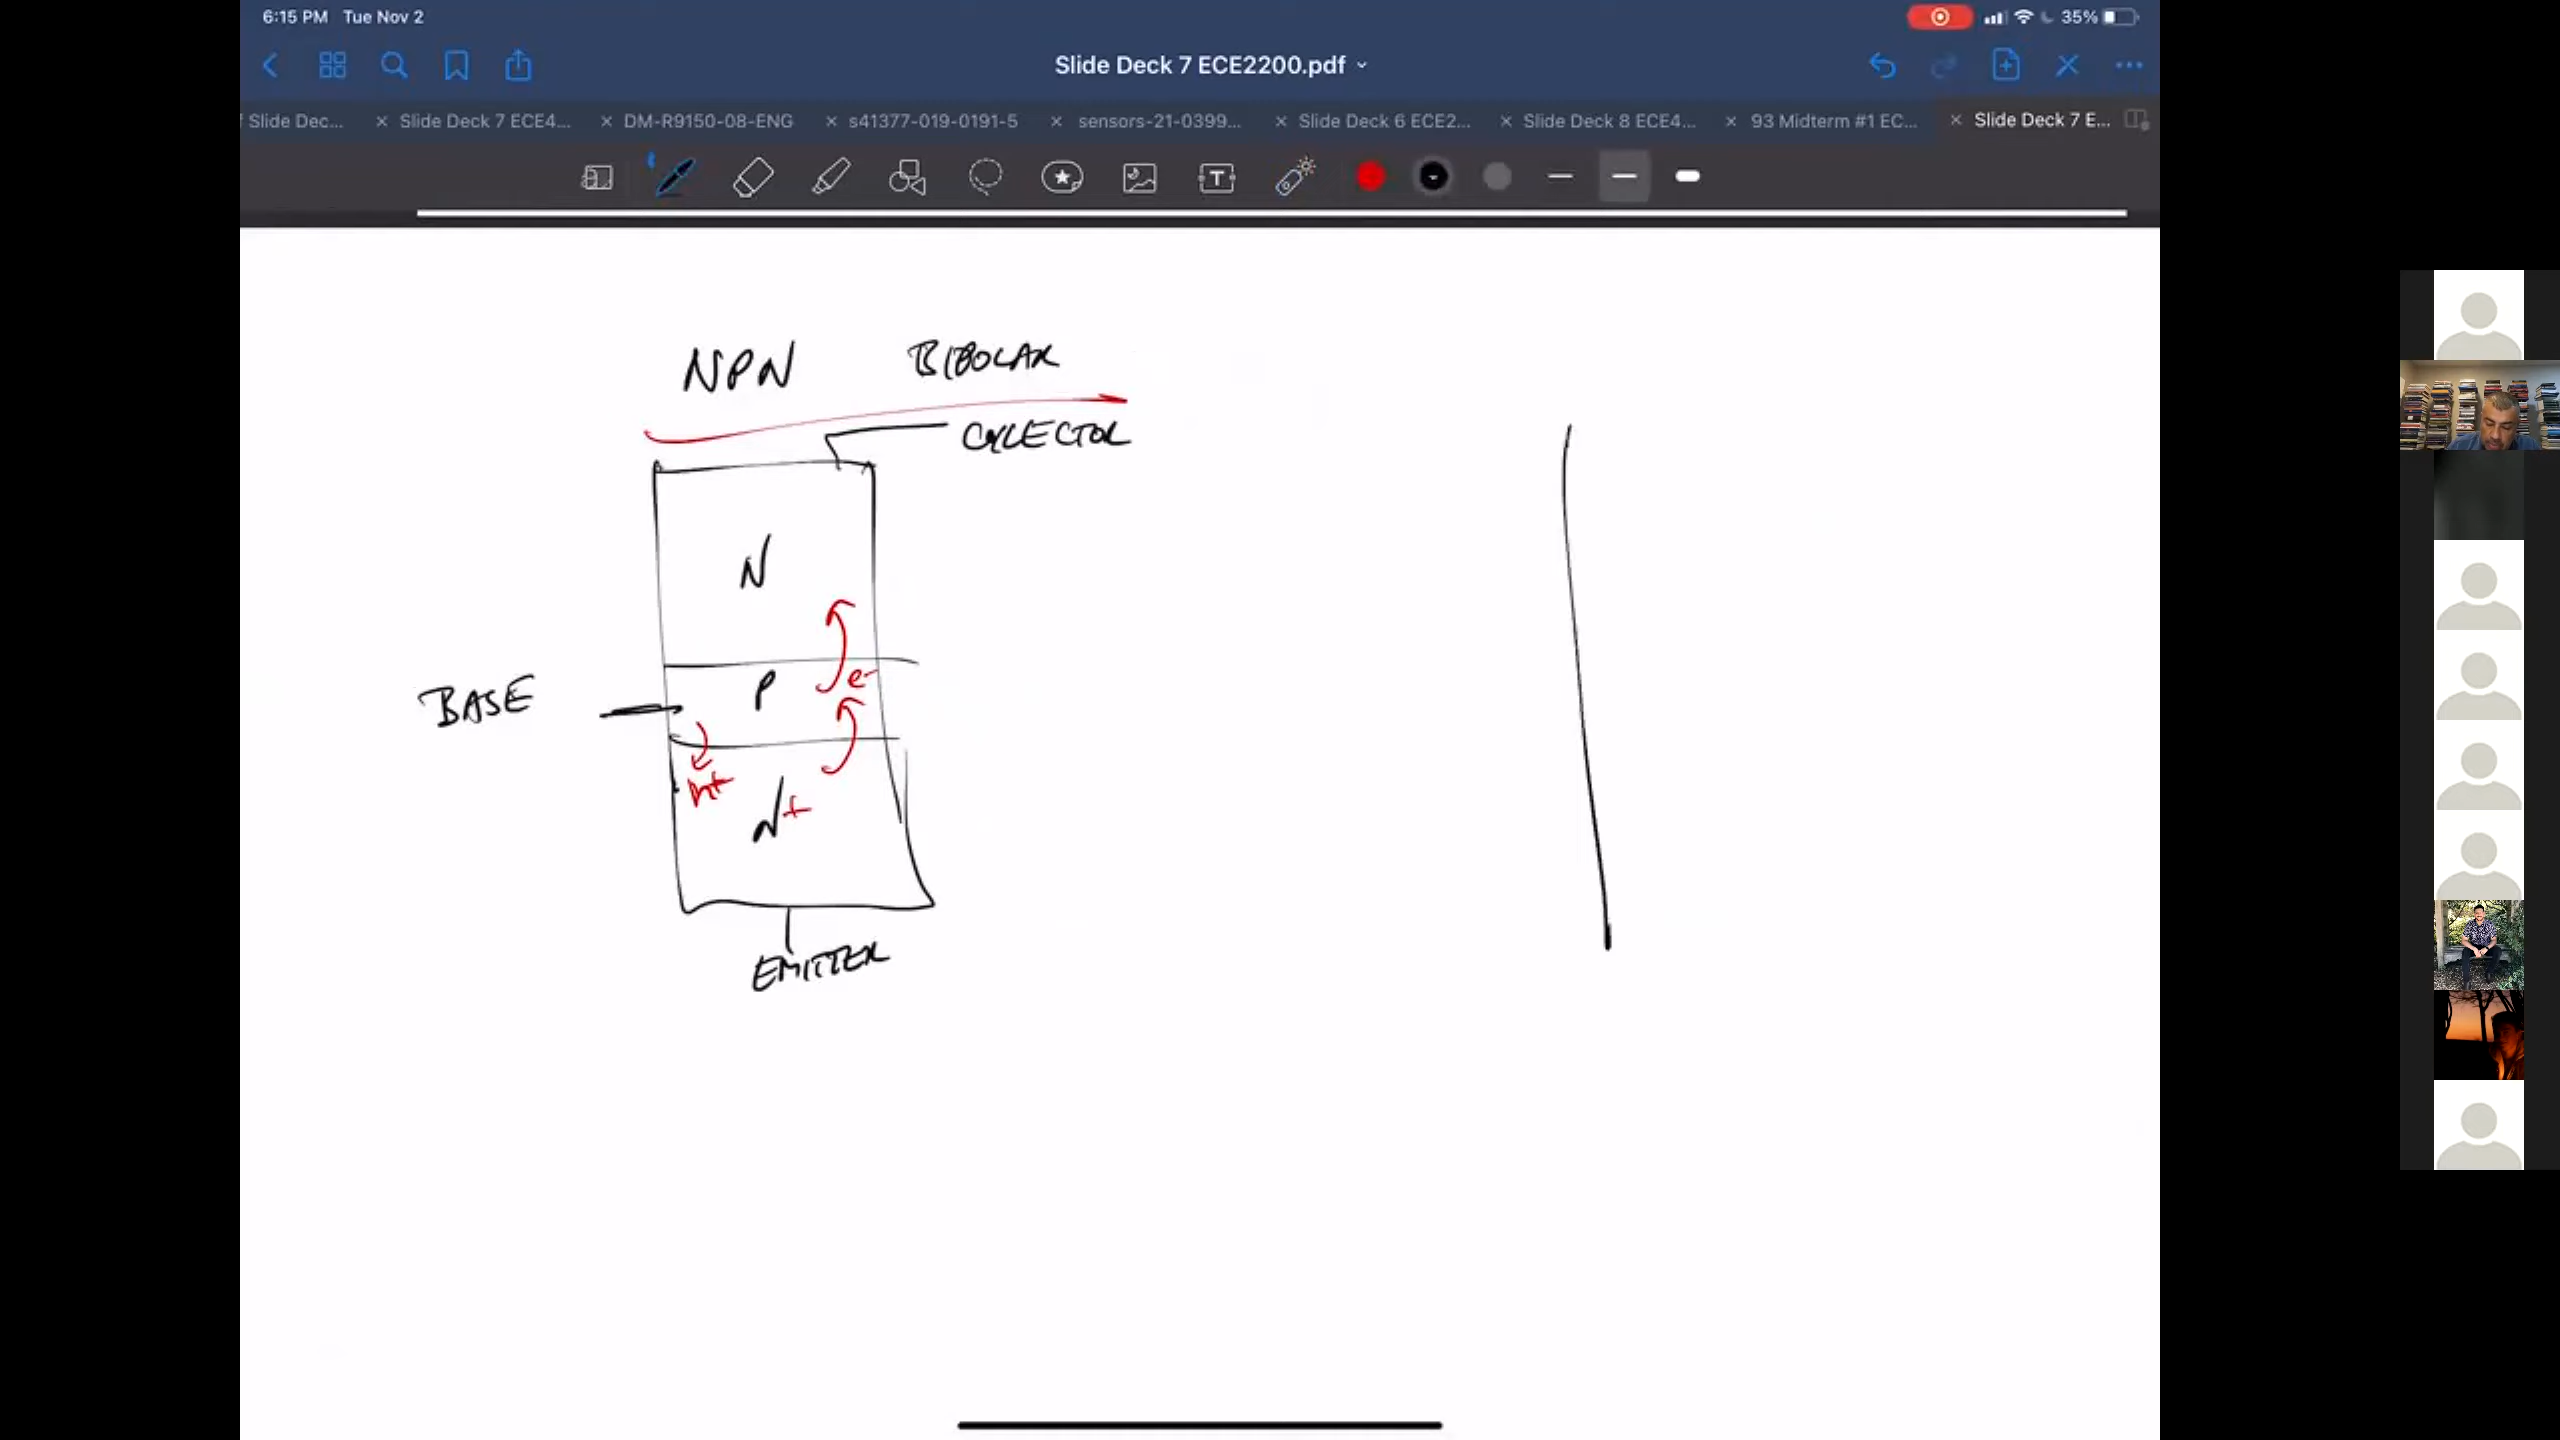 6:15 PM Tue Nov 2
35%
Slide Deck 7 ECE2200.pdf
Slide Dec...
Slide Deck 7 ECE4...
DM-R9150-08-ENG
s41377-019-0191-5
sensors-21-0399...
Slide Deck 6 ECE2...
Slide Deck 8 ECE4...
93 Midterm #1 EC...
Slide Deck 7 E...
NPN BIPOLAR
COLLECTOR
N
BASE
P
e-
h+
N+
EMITTER